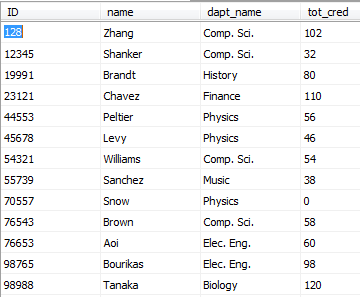 ID name dapt_name tot_cred
128 Zhang Comp. Sci. 102
12345 Shanker Comp. Sci. 32
19991 Brandt History 80
23121 Chavez Finance 110
44553 Peltier Physics 56
45678 Levy Physics 46
54321 Williams Comp. Sci. 54
55739 Sanchez Music 38
70557 Snow Physics 0
76543 Brown Comp. Sci. 58
76653 Aoi Elec. Eng. 60
98765 Bourikas Elec. Eng. 98
98988 Tanaka Biology 120